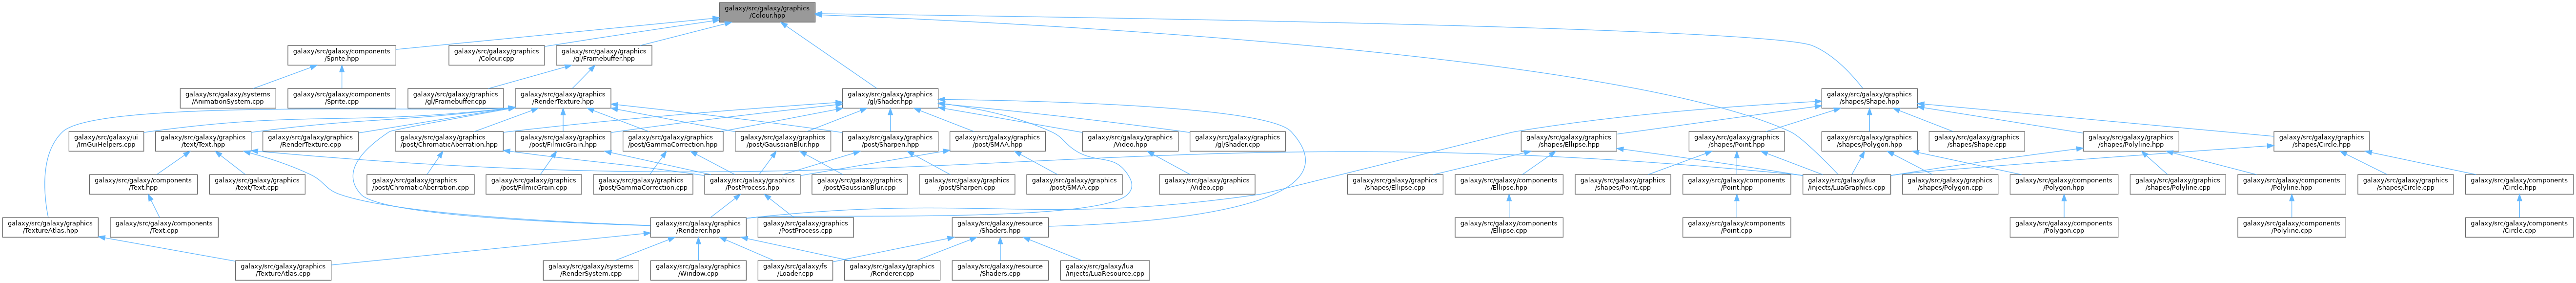 galaxy/src/galaxy/graphics
/Colour.hpp
galaxy/src/galaxy/components
/Sprite.hpp
galaxy/src/galaxy/graphics
/Colour.cpp
galaxy/src/galaxy/graphics
/gl/Framebuffer.hpp
galaxy/src/galaxy/systems
/AnimationSystem.cpp
galaxy/src/galaxy/components
/Sprite.cpp
galaxy/src/galaxy/graphics
/gl/Framebuffer.cpp
galaxy/src/galaxy/graphics
/RenderTexture.hpp
galaxy/src/galaxy/graphics
/gl/Shader.hpp
galaxy/src/galaxy/graphics
/shapes/Shape.hpp
galaxy/src/galaxy/ui
/ImGuiHelpers.cpp
galaxy/src/galaxy/graphics
/text/Text.hpp
galaxy/src/galaxy/graphics
/RenderTexture.cpp
galaxy/src/galaxy/graphics
/post/ChromaticAberration.hpp
galaxy/src/galaxy/graphics
/post/FilmicGrain.hpp
galaxy/src/galaxy/graphics
/post/GammaCorrection.hpp
galaxy/src/galaxy/graphics
/post/GaussianBlur.hpp
galaxy/src/galaxy/graphics
/post/Sharpen.hpp
galaxy/src/galaxy/graphics
/post/SMAA.hpp
galaxy/src/galaxy/graphics
/Video.hpp
galaxy/src/galaxy/graphics
/gl/Shader.cpp
galaxy/src/galaxy/graphics
/shapes/Ellipse.hpp
galaxy/src/galaxy/graphics
/shapes/Point.hpp
galaxy/src/galaxy/graphics
/shapes/Polygon.hpp
galaxy/src/galaxy/graphics
/shapes/Shape.cpp
galaxy/src/galaxy/graphics
/shapes/Polyline.hpp
galaxy/src/galaxy/graphics
/shapes/Circle.hpp
galaxy/src/galaxy/components
/Text.hpp
galaxy/src/galaxy/graphics
/text/Text.cpp
galaxy/src/galaxy/graphics
/post/ChromaticAberration.cpp
galaxy/src/galaxy/graphics
/post/FilmicGrain.cpp
galaxy/src/galaxy/graphics
/post/GammaCorrection.cpp
galaxy/src/galaxy/graphics
/PostProcess.hpp
galaxy/src/galaxy/graphics
/post/GaussianBlur.cpp
galaxy/src/galaxy/graphics
/post/Sharpen.cpp
galaxy/src/galaxy/graphics
/post/SMAA.cpp
galaxy/src/galaxy/graphics
/Video.cpp
galaxy/src/galaxy/graphics
/shapes/Ellipse.cpp
galaxy/src/galaxy/components
/Ellipse.hpp
galaxy/src/galaxy/graphics
/shapes/Point.cpp
galaxy/src/galaxy/components
/Point.hpp
galaxy/src/galaxy/lua
/injects/LuaGraphics.cpp
galaxy/src/galaxy/graphics
/shapes/Polygon.cpp
galaxy/src/galaxy/components
/Polygon.hpp
galaxy/src/galaxy/graphics
/shapes/Polyline.cpp
galaxy/src/galaxy/components
/Polyline.hpp
galaxy/src/galaxy/graphics
/shapes/Circle.cpp
galaxy/src/galaxy/components
/Circle.hpp
galaxy/src/galaxy/graphics
/TextureAtlas.hpp
galaxy/src/galaxy/components
/Text.cpp
galaxy/src/galaxy/graphics
/Renderer.hpp
galaxy/src/galaxy/graphics
/PostProcess.cpp
galaxy/src/galaxy/resource
/Shaders.hpp
galaxy/src/galaxy/components
/Ellipse.cpp
galaxy/src/galaxy/components
/Point.cpp
galaxy/src/galaxy/components
/Polygon.cpp
galaxy/src/galaxy/components
/Polyline.cpp
galaxy/src/galaxy/components
/Circle.cpp
galaxy/src/galaxy/graphics
/TextureAtlas.cpp
galaxy/src/galaxy/systems
/RenderSystem.cpp
galaxy/src/galaxy/graphics
/Window.cpp
galaxy/src/galaxy/fs
/Loader.cpp
galaxy/src/galaxy/graphics
/Renderer.cpp
galaxy/src/galaxy/resource
/Shaders.cpp
galaxy/src/galaxy/lua
/injects/LuaResource.cpp